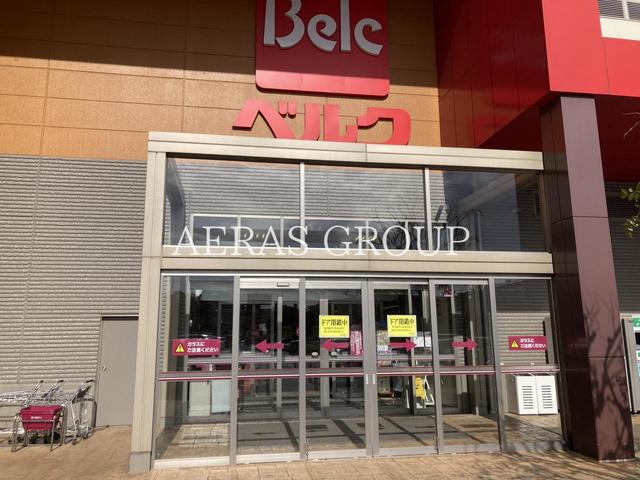 Belc
ベルク
AERAS GROUP
ドア開放中
ドア開放中
ガラスに
ご注意ください
ガラスに
ご注意ください